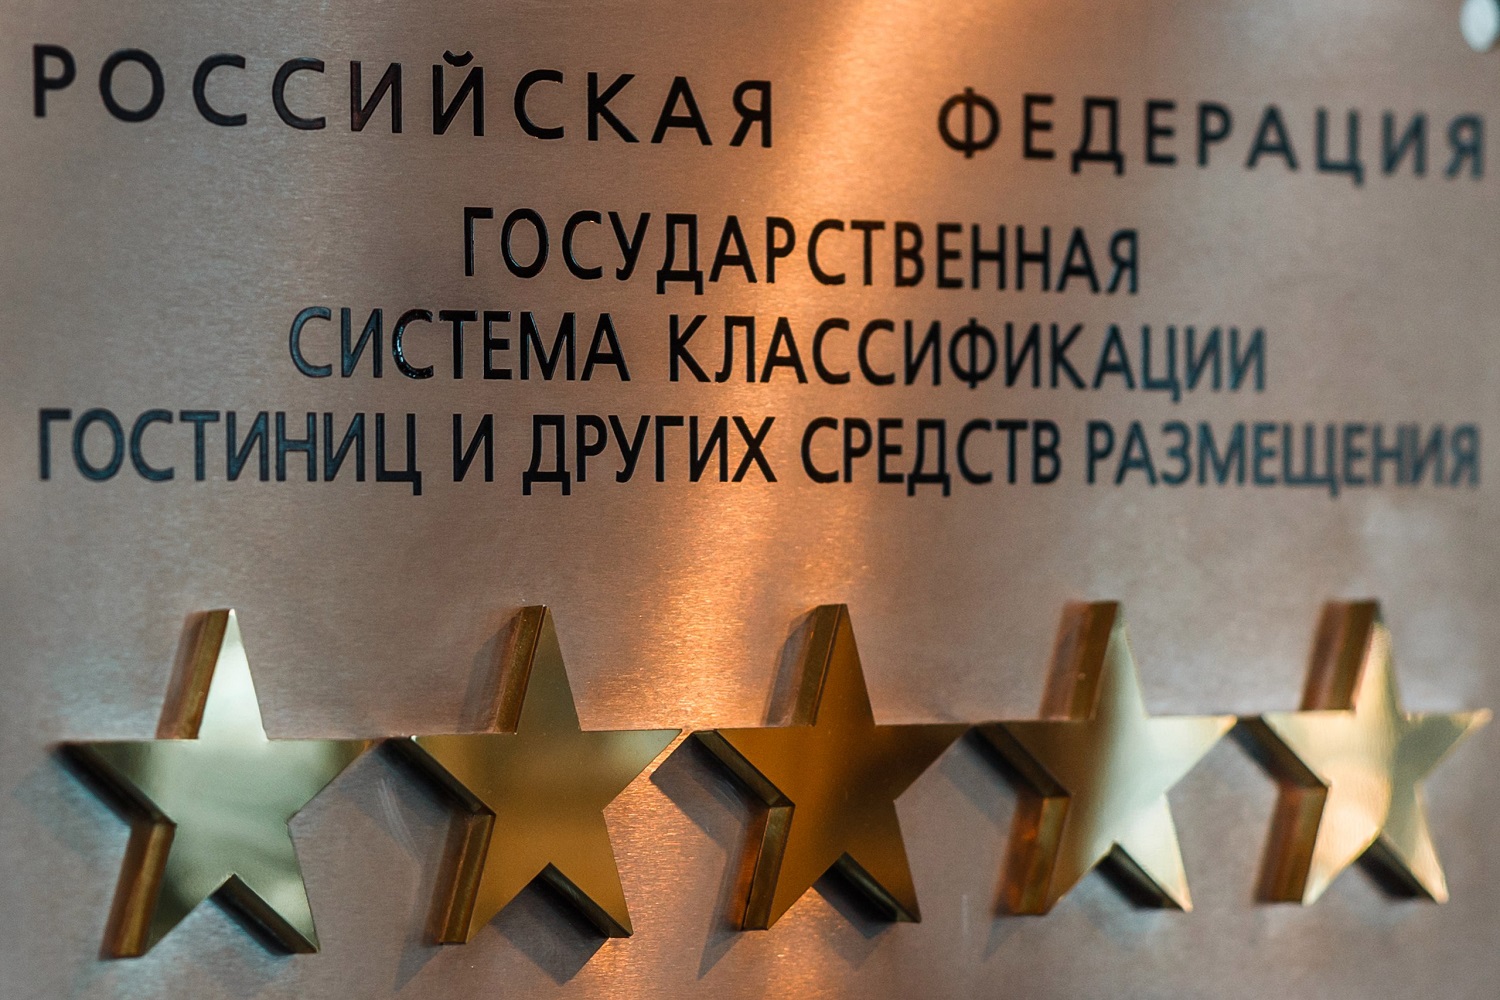 РОССИЙСКАЯ ФЕДЕРАЦИЯ
ГОСУДАРСТВЕННАЯ
СИСТЕМА КЛАССИФИКАЦИИ
ГОСТИНИЦ И ДРУГИХ СРЕДСТВ РАЗМЕЩЕНИЯ